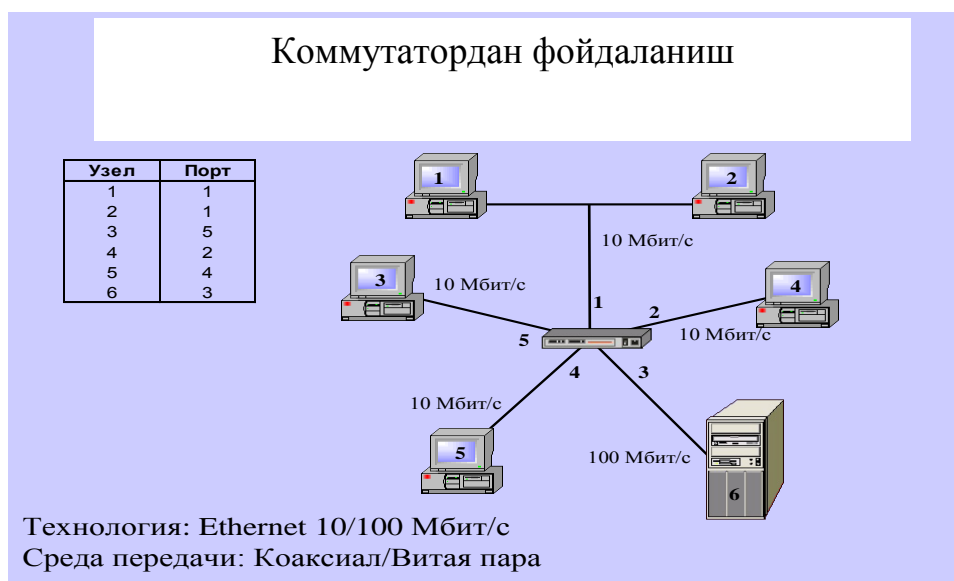 Коммутатордан фойдаланиш
Узел Порт
1 1
2 1
3 5
4 2
5 4
6 3
1
2
10 Мбит/с
3
10 Мбит/с
4
1
2
10 Мбит/с
5
4
3
10 Мбит/с
5
100 Мбит/с
6
Технология: Ethernet 10/100 Мбит/с
Среда передачи: Коаксиал/Витая пара